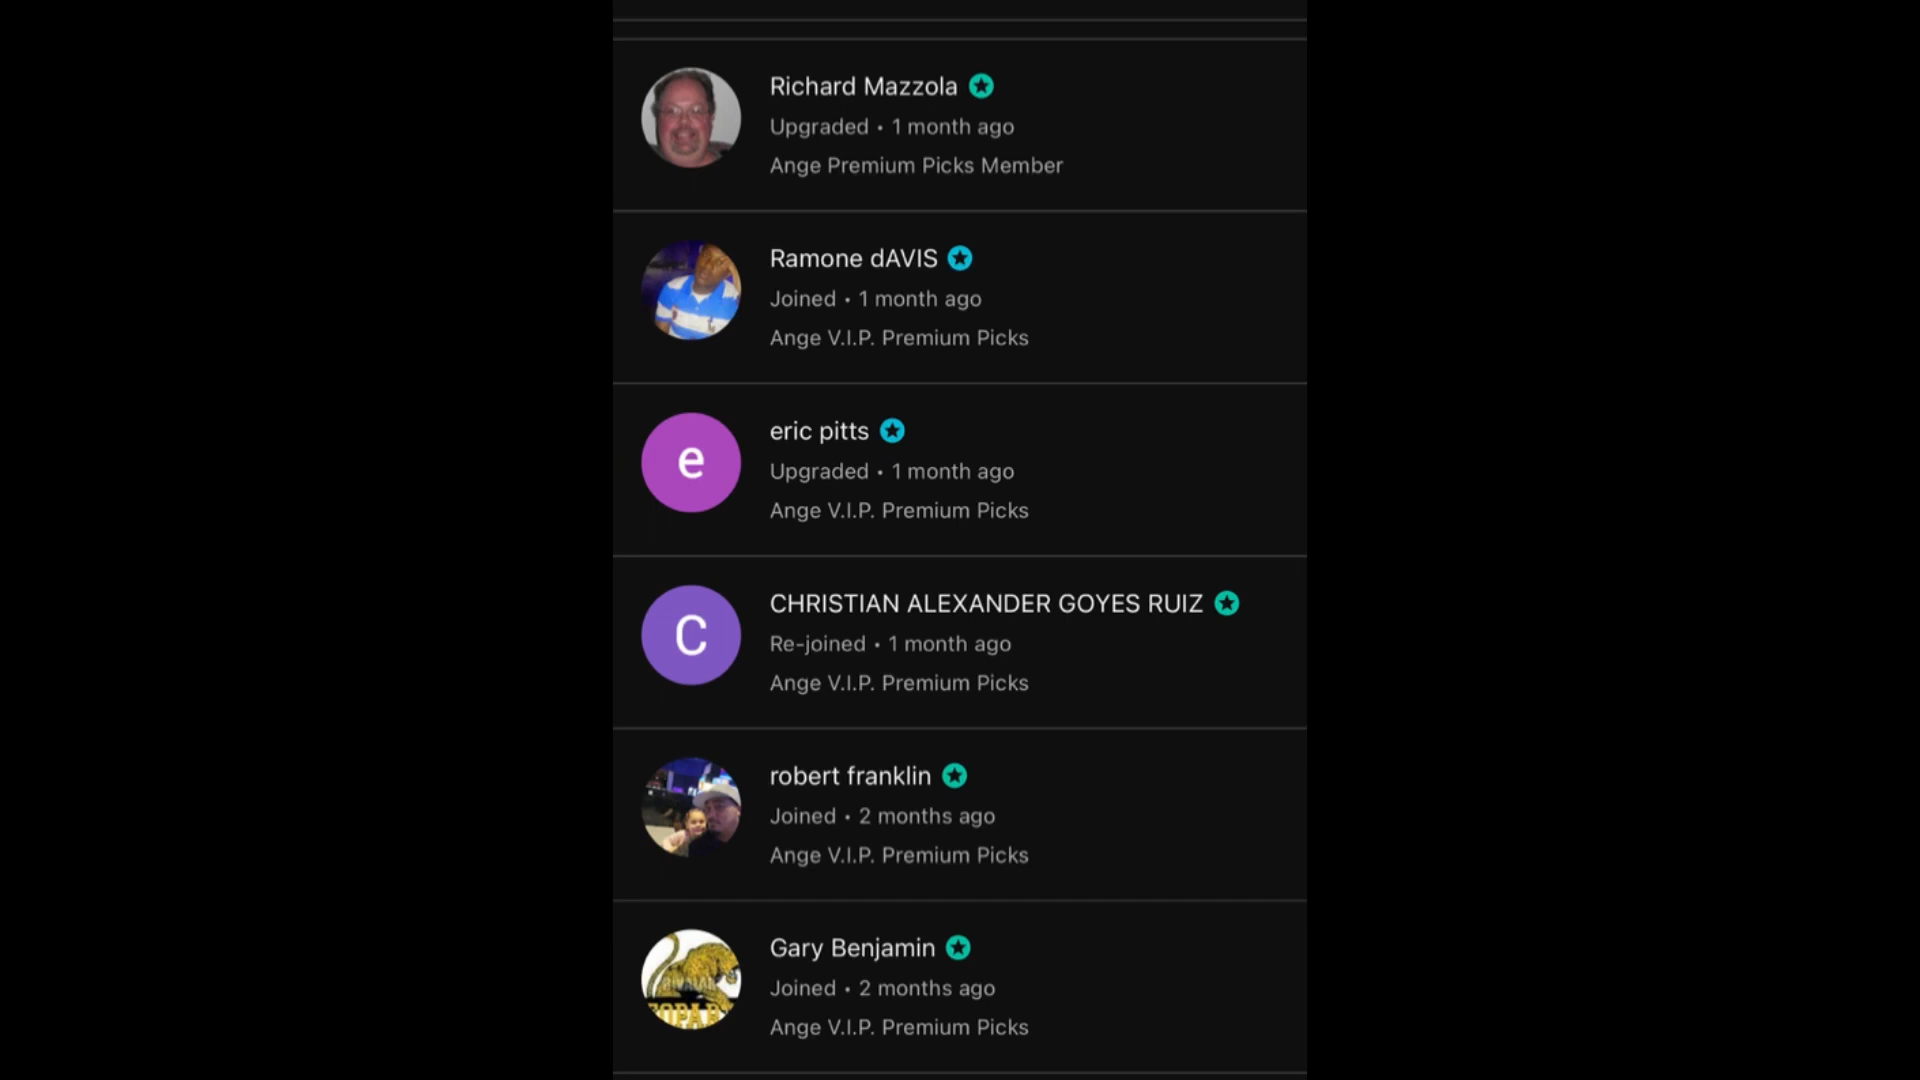 Richard Mazzola
Upgraded • 1 month ago
Ange Premium Picks Member
Ramone dAVIS
Joined • 1 month ago
Ange V.I.P. Premium Picks
e
eric pitts
Upgraded • 1 month ago
Ange V.I.P. Premium Picks
C
CHRISTIAN ALEXANDER GOYES RUIZ
Re-joined • 1 month ago
Ange V.I.P. Premium Picks
robert franklin
Joined • 2 months ago
Ange V.I.P. Premium Picks
Gary Benjamin
Joined • 2 months ago
Ange V.I.P. Premium Picks